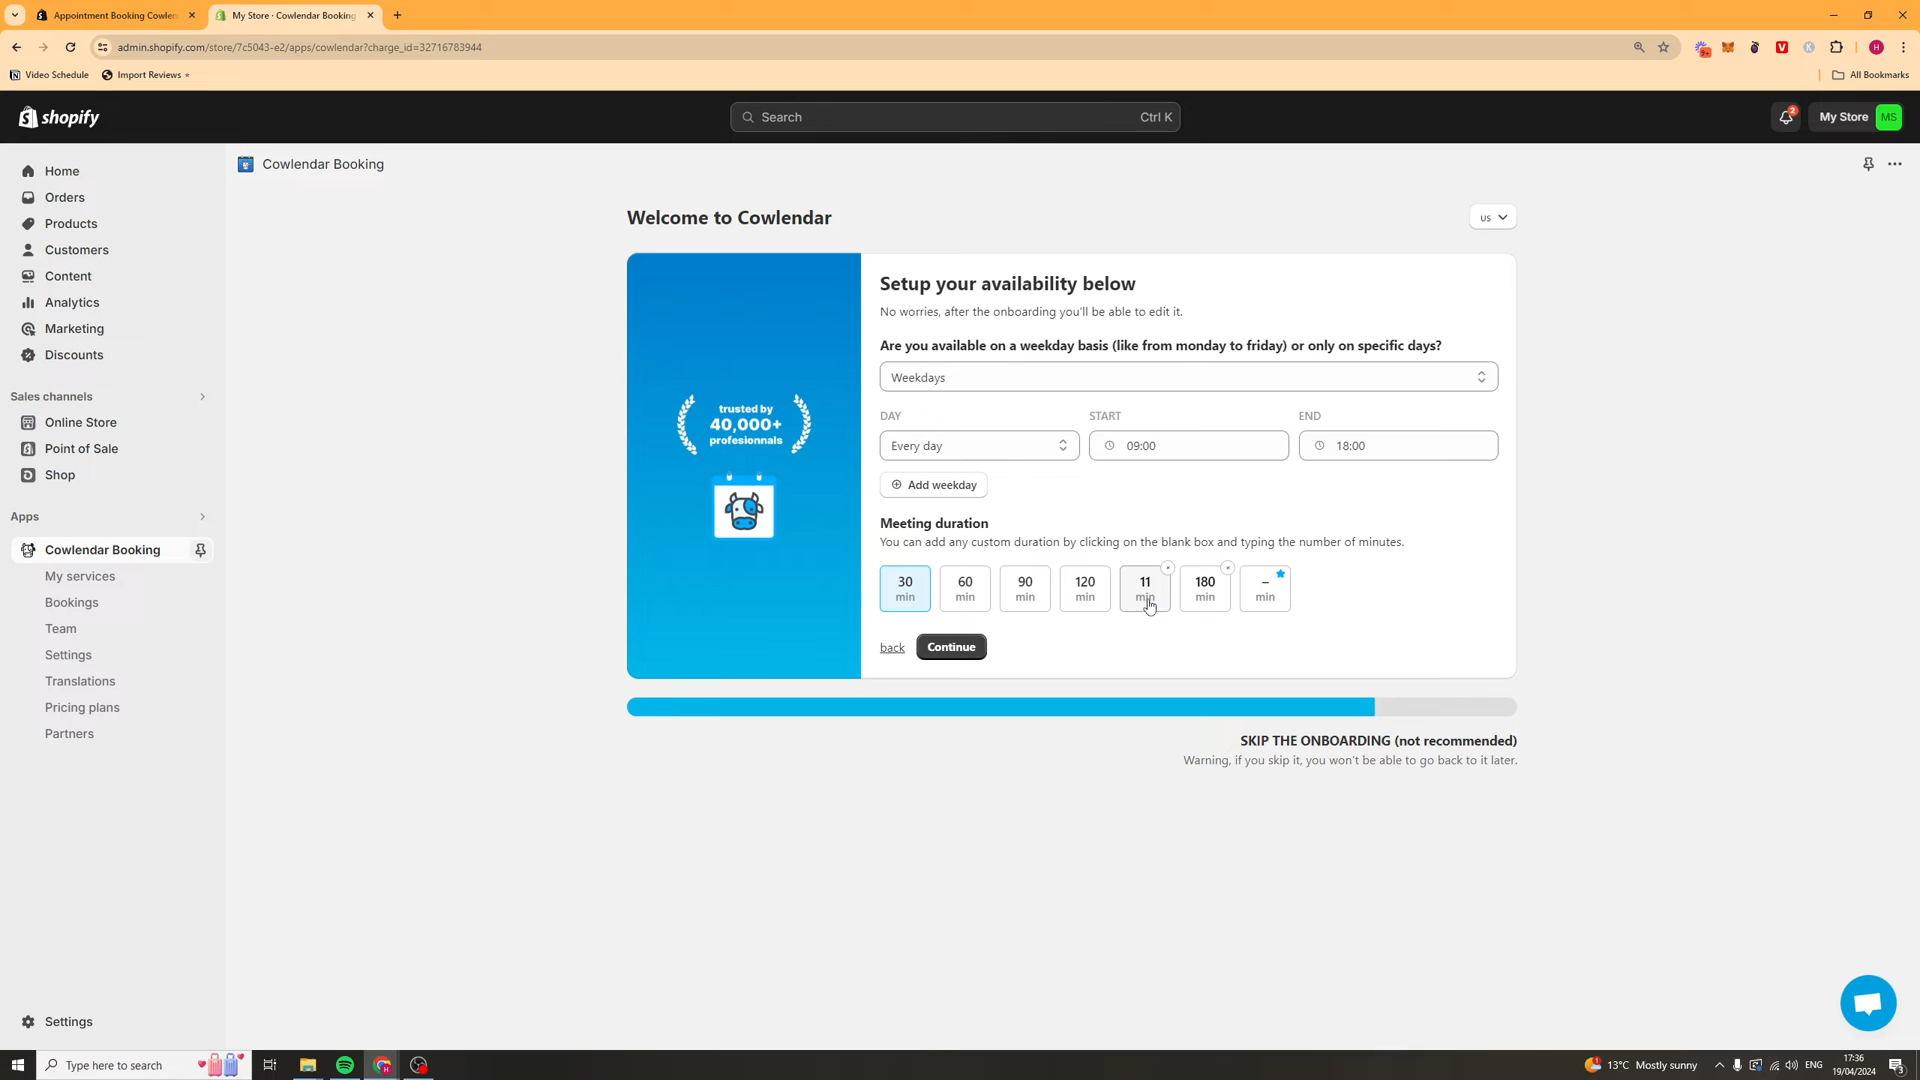 Appointment Booking Cowlen
My Store · Cowlendar Booking
admin.shopify.com/store/7c5043-e2/apps/cowlendar?charge_id=32716783944
Video Schedule
Import Reviews
All Bookmarks
shopify
Search
Ctrl K
2
My Store
MS
Home
Orders
Products
Customers
Content
Analytics
Marketing
Discounts
Sales channels
Online Store
Point of Sale
Shop
Apps
Cowlendar Booking
My services
Bookings
Team
Settings
Translations
Pricing plans
Partners
Settings
Cowlendar Booking
Welcome to Cowlendar
us
trusted by
40,000+
profesionnals
Setup your availability below
No worries, after the onboarding you'll be able to edit it.
Are you available on a weekday basis (like from monday to friday) or only on specific days?
Weekdays
DAY
START
END
Every day
09:00
18:00
Add weekday
Meeting duration
You can add any custom duration by clicking on the blank box and typing the number of minutes.
30 min
60 min
90 min
120 min
11 min
180 min
– min
back
Continue
SKIP THE ONBOARDING (not recommended)
Warning, if you skip it, you won't be able to go back to it later.
Type here to search
13°C Mostly sunny
ENG
17:36
19/04/2024